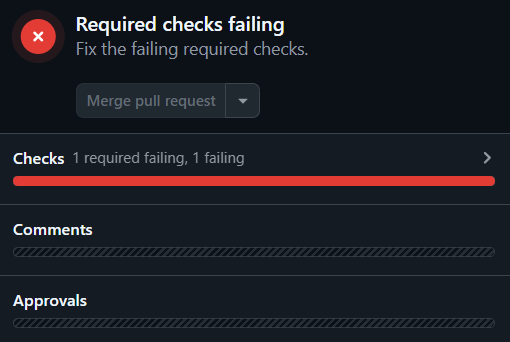 Required checks failing
Fix the failing required checks.
Merge pull request
Checks 1 required failing, 1 failing
Comments
Approvals